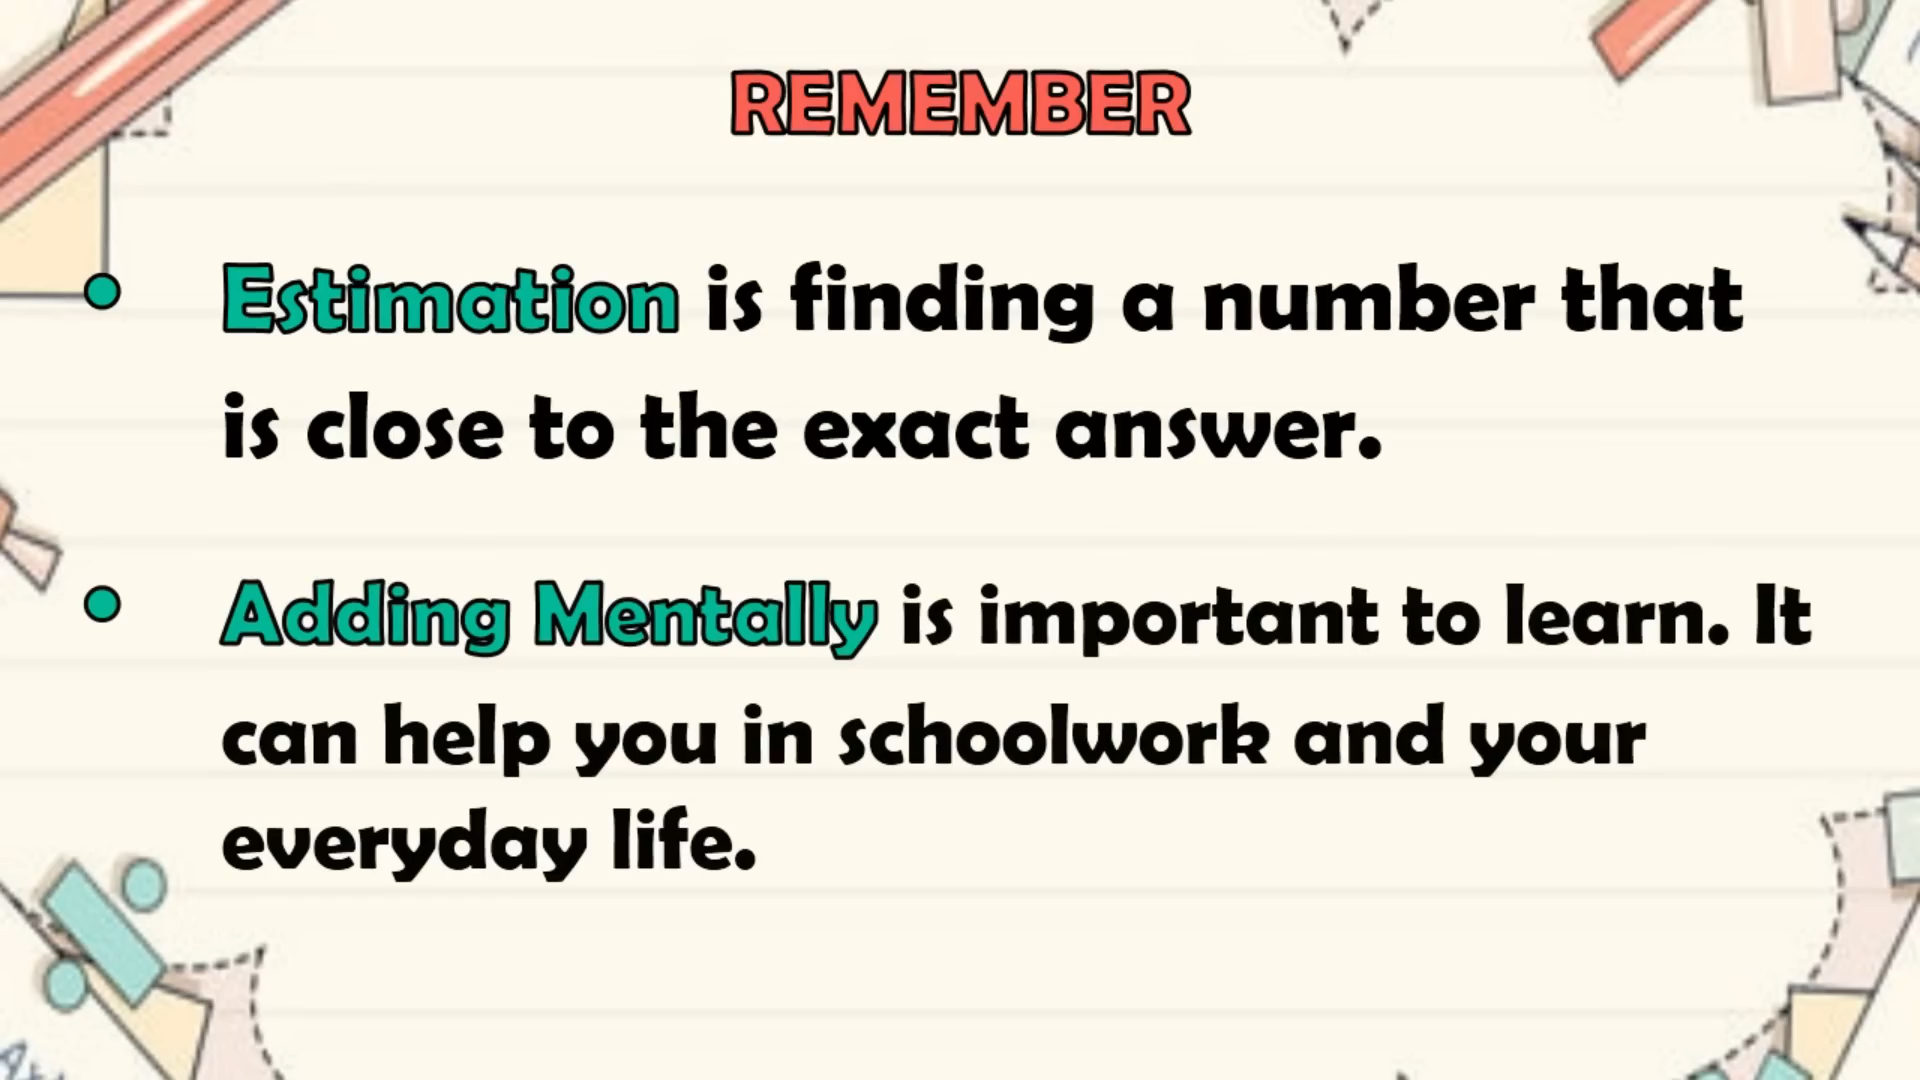 REMEMBER
• Estimation is finding a number that
is close to the exact answer.
• Adding Mentally is important to learn. It
can help you in schoolwork and your
everyday life.